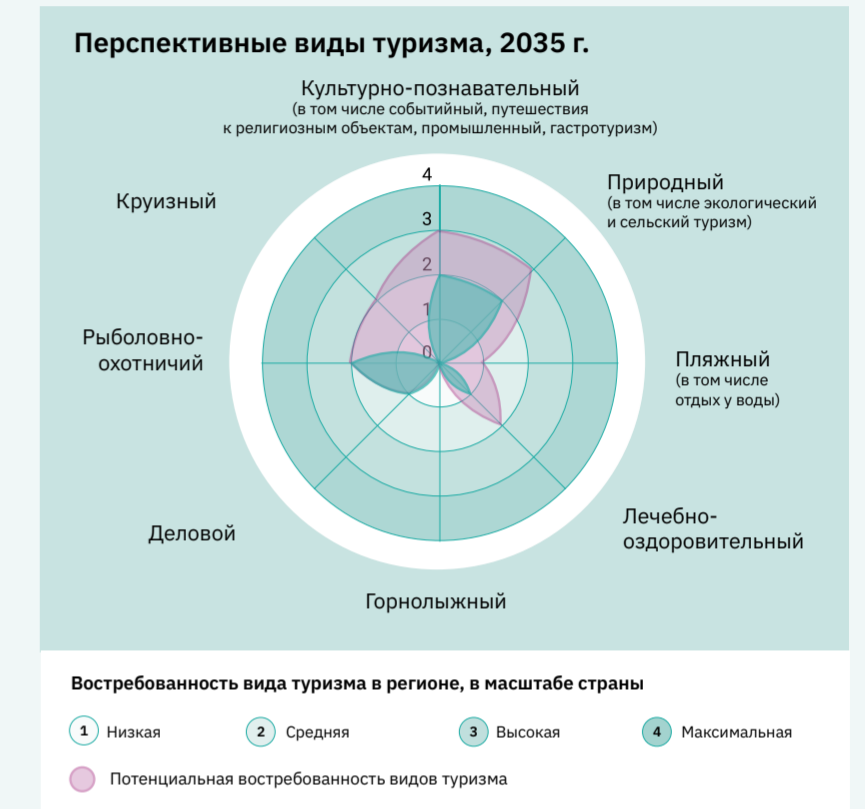 Перспективные виды туризма, 2035 г.
Культурно-познавательный
(в том числе событийный, путешествия
к религиозным объектам, промышленный, гастротуризм)
Природный
(в том числе экологический
и сельский туризм)
Круизный
4
3
2
1
0
Рыболовно-
охотничий
Пляжный
(в том числе
отдых у воды)
Лечебно-
оздоровительный
Деловой
Горнолыжный
Востребованность вида туризма в регионе, в масштабе страны
1 Низкая
2 Средняя
3 Высокая
4 Максимальная
Потенциальная востребованность видов туризма